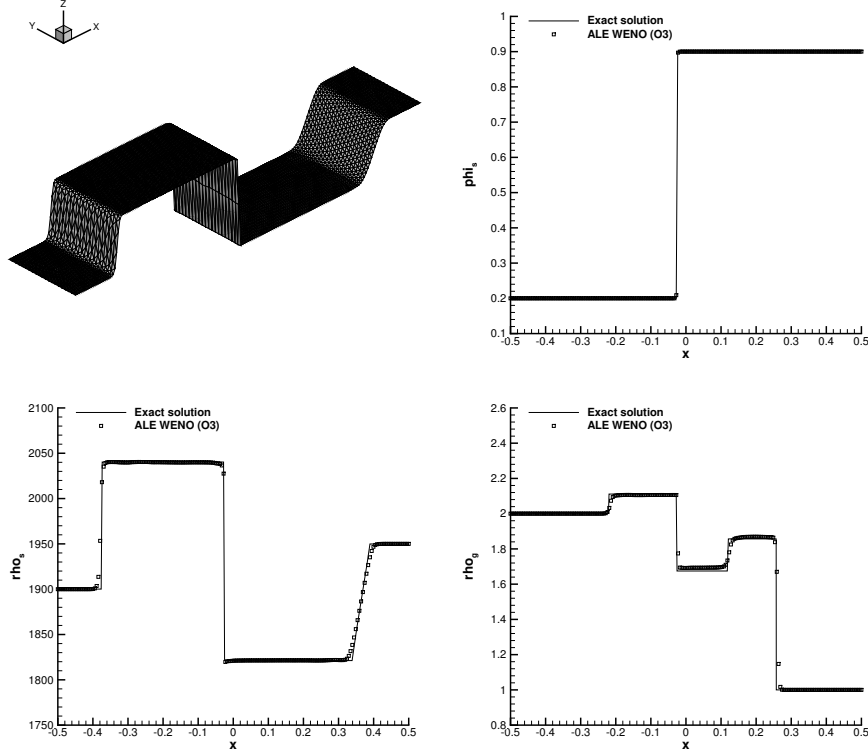 Z
Y
X
Exact solution
ALE WENO (O3)
1
0.9
0.8
0.7
0.6
0.5
0.4
0.3
0.2
0.1
phi_s
-0.5 -0.4 -0.3 -0.2 -0.1 0 0.1 0.2 0.3 0.4 0.5
x
Exact solution
ALE WENO (O3)
2100
2050
2000
1950
1900
1850
1800
1750
rho_s
-0.5 -0.4 -0.3 -0.2 -0.1 0 0.1 0.2 0.3 0.4 0.5
x
Exact solution
ALE WENO (O3)
2.6
2.4
2.2
2
1.8
1.6
1.4
1.2
1
0.8
rho_g
-0.5 -0.4 -0.3 -0.2 -0.1 0 0.1 0.2 0.3 0.4 0.5
x